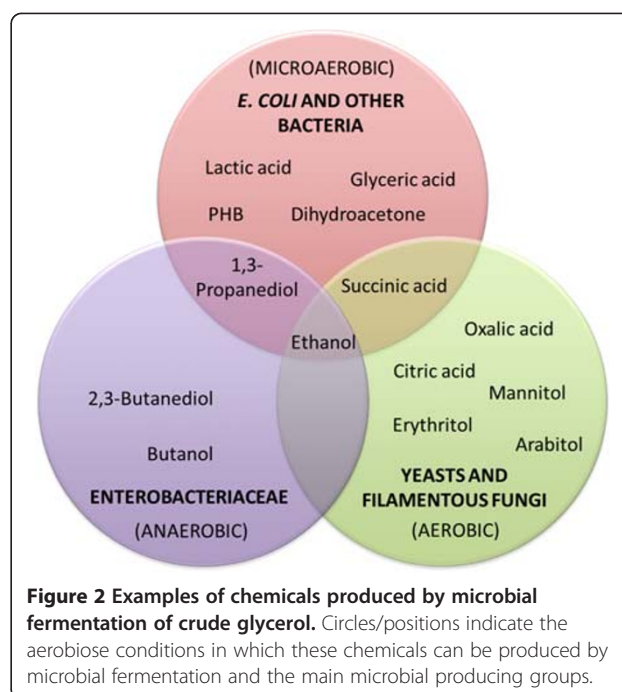 (MICROAEROBIC)
E. COLI AND OTHER
BACTERIA
Lactic acid
Glyceric acid
PHB
Dihydroacetone
1,3-
Propanediol
Succinic acid
Ethanol
Oxalic acid
Citric acid
Mannitol
Erythritol
Arabitol
2,3-Butanediol
Butanol
ENTEROBACTERIACEAE
(ANAEROBIC)
YEASTS AND
FILAMENTOUS FUNGI
(AEROBIC)
Figure 2 Examples of chemicals produced by microbial
fermentation of crude glycerol. Circles/positions indicate the
aerobiose conditions in which these chemicals can be produced by
microbial fermentation and the main microbial producing groups.